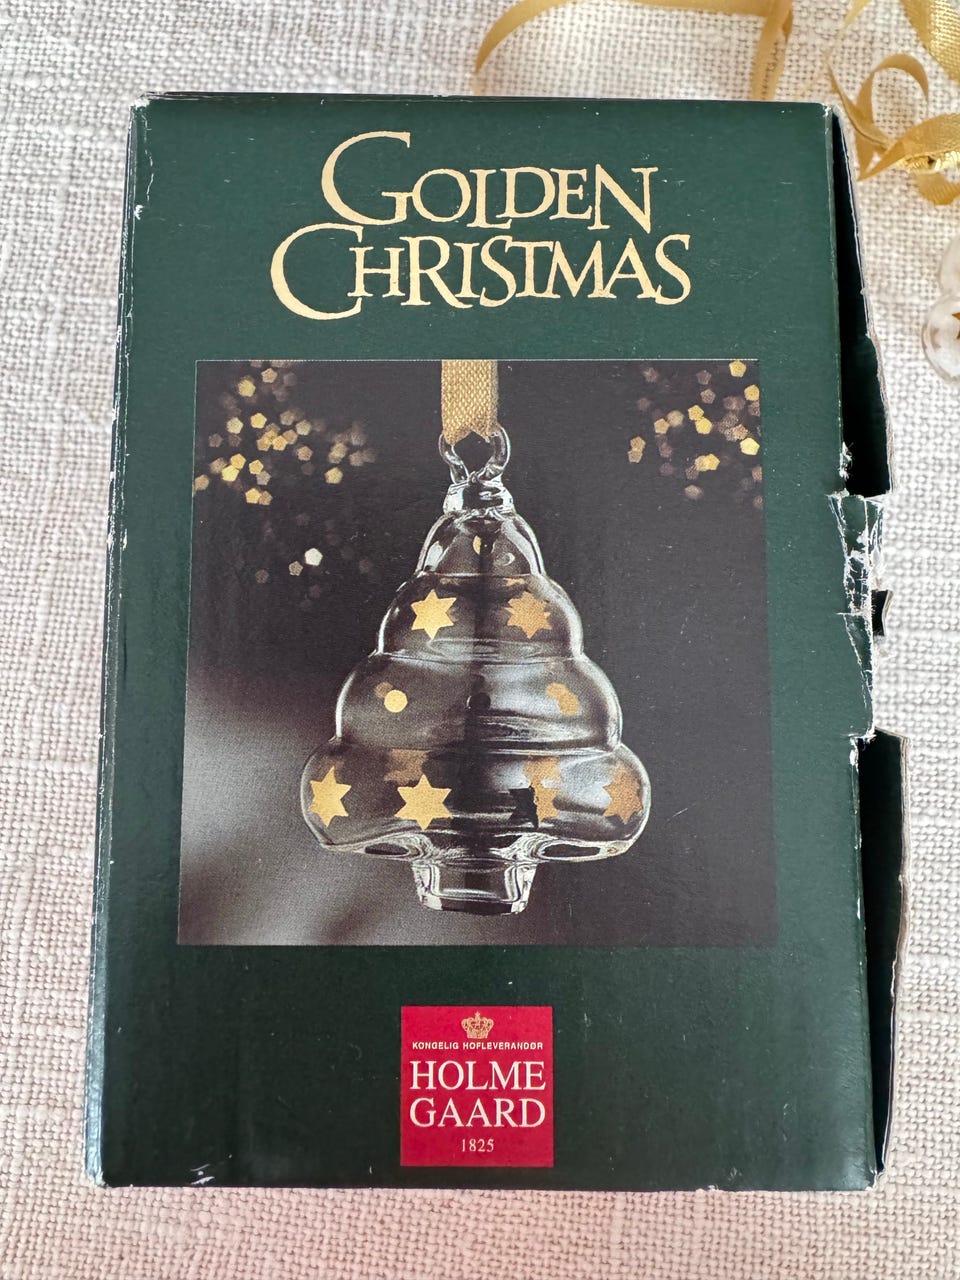 GOLDEN
CHRISTMAS
KONGELIG HOFLEVERANDØR
HOLME
GAARD
1825